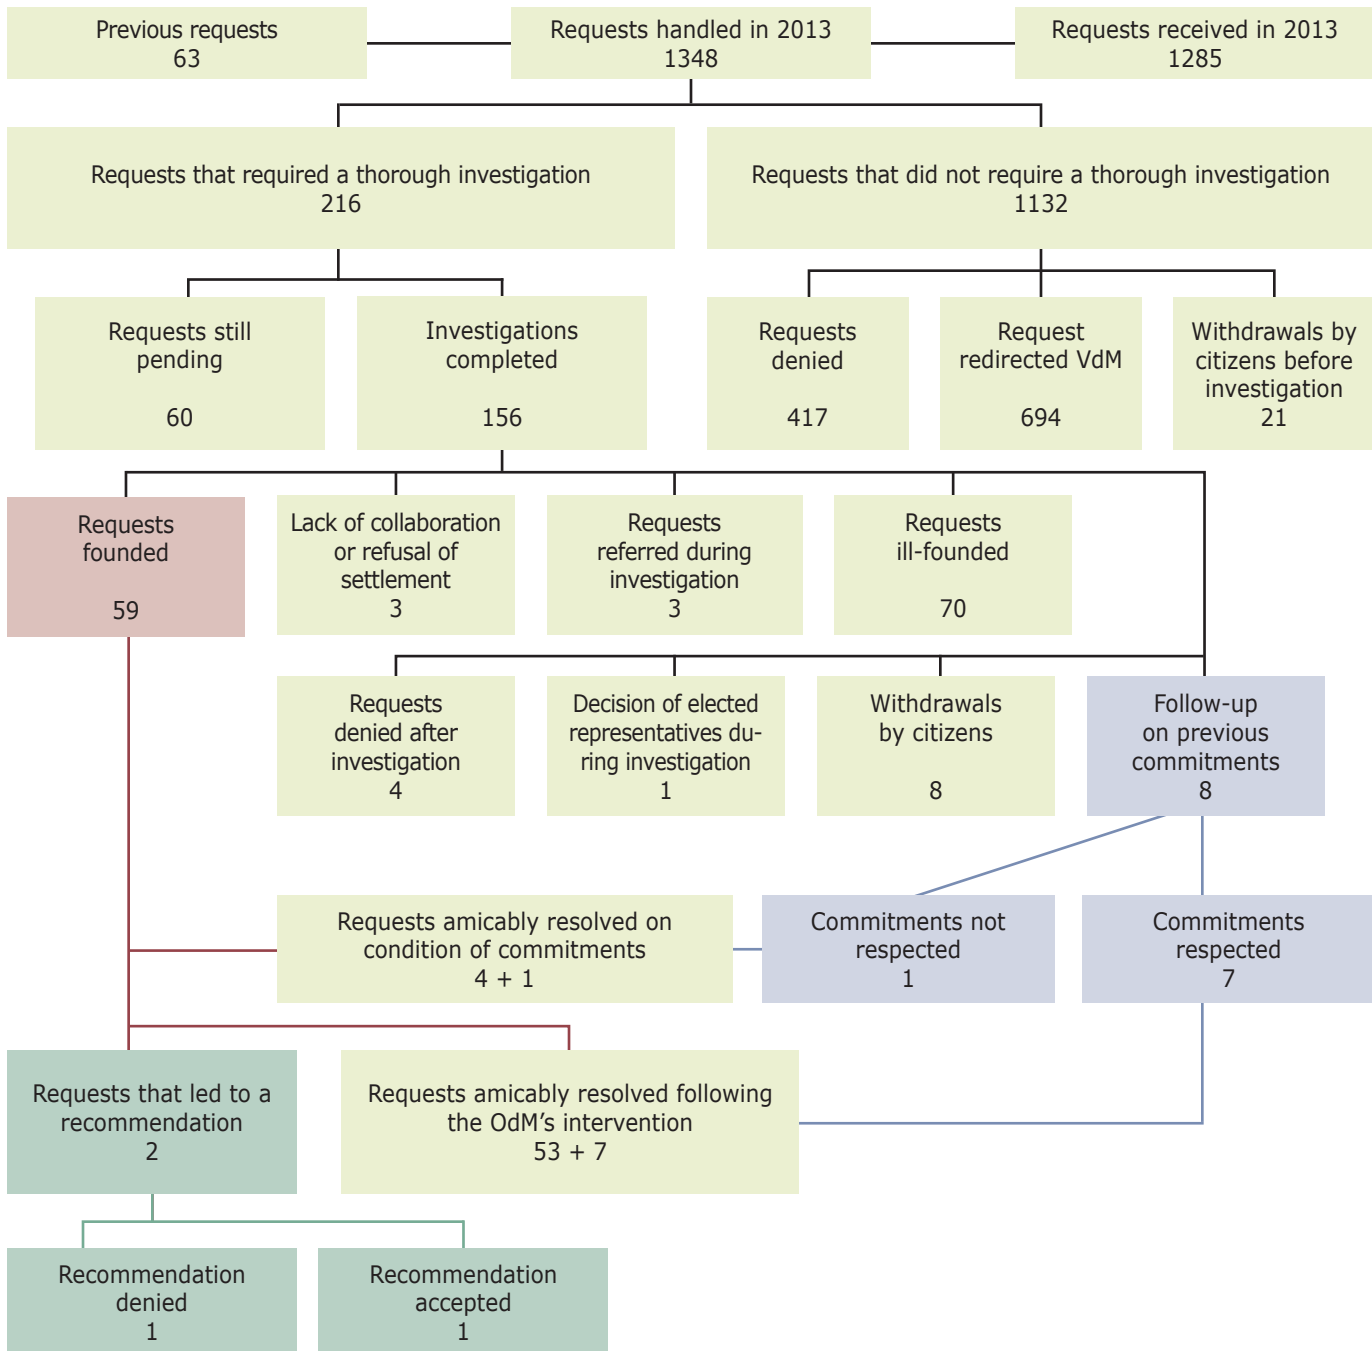 Previous requests
63
Requests handled in 2013
1348
Requests received in 2013
1285
Requests that required a thorough investigation
216
Requests that did not require a thorough investigation
1132
Requests still
pending
60
Investigations
completed
156
Requests
denied
417
Request
redirected VdM
694
Withdrawals by
citizens before
investigation
21
Requests
founded
59
Lack of collaboration
or refusal of
settlement
3
Requests
referred during
investigation
3
Requests
ill-founded
70
Requests
denied after
investigation
4
Decision of elected
representatives du-
ring investigation
1
Withdrawals
by citizens
8
Follow-up
on previous
commitments
8
Requests amicably resolved on
condition of commitments
4 + 1
Commitments not
respected
1
Commitments
respected
7
Requests that led to a
recommendation
2
Requests amicably resolved following
the OdM’s intervention
53 + 7
Recommendation
denied
1
Recommendation
accepted
1